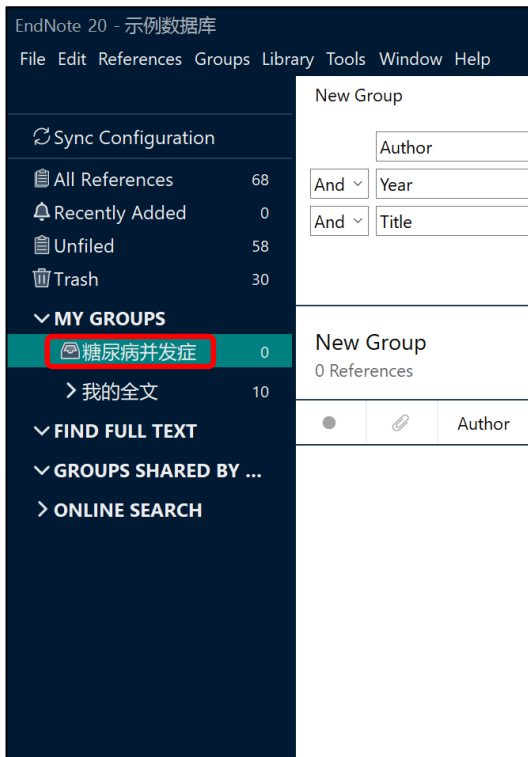 EndNote 20 - 示例数据库
File Edit References Groups Library Tools Window Help
New Group
Sync Configuration
Author
All References 68
And Year
Recently Added 0
And Title
Unfiled 58
Trash 30
MY GROUPS
糖尿病并发症 0
New Group
0 References
我的全文 10
Author
FIND FULL TEXT
GROUPS SHARED BY ...
ONLINE SEARCH